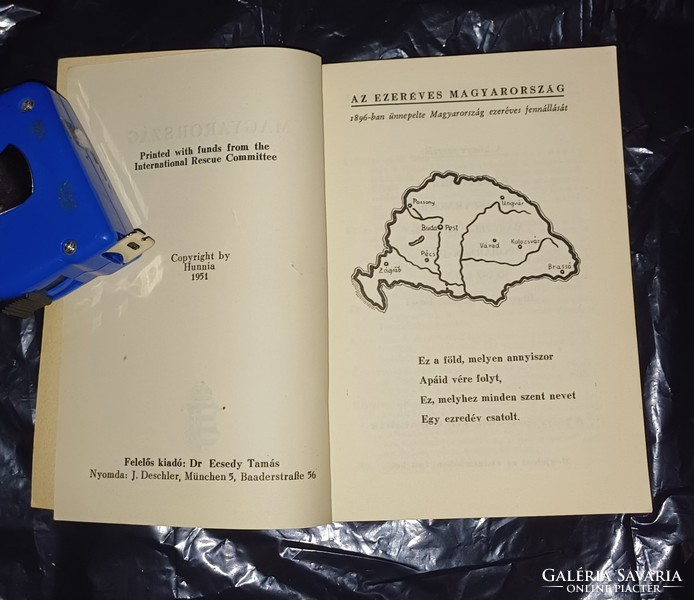 MAGYARORSZÁG
Printed with funds from the
International Rescue Committee
Copyright by
Hunnia
1951
Felelős kiadó: Dr Ecsedy Tamás
Nyomda: J. Deschler, München 5, Baaderstraße 56
AZ EZERÉVES MAGYARORSZÁG
1896-ban ünnepelte Magyarország ezeréves fennállását
Pozsony
Ungvár
Buda Pest
Várad
Kolozsvár
Pécs
Zágráb
Brassó
Ez a föld, melyen annyiszor
Apáid vére folyt,
Ez, melyhez minden szent nevet
Egy ezredév csatolt.
GALÉRIA SAVARIA
ONLINE PIACTÉR